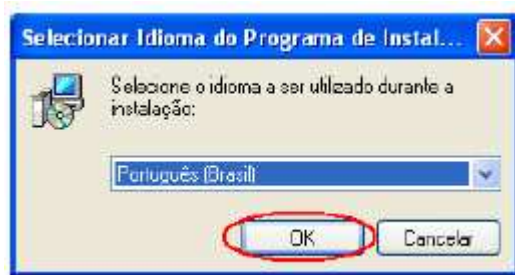 Selecionar Idioma do Programa de Instal...
Selecione o idioma a ser utilizado durante a
instalação:
Português (Brasil)
OK
Cancelar